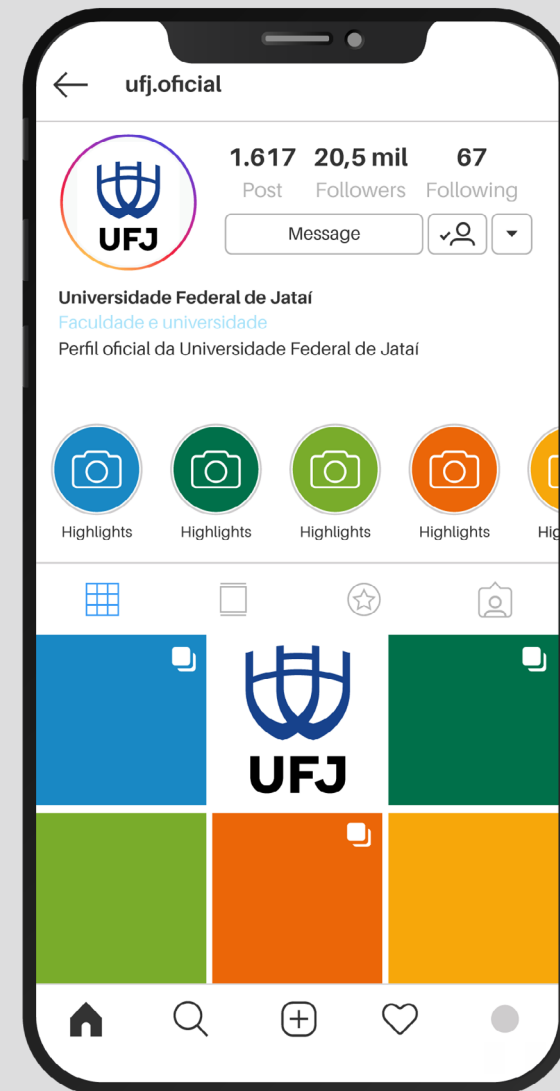 ufj.oficial
1.617 20,5 mil 67
Post Followers Following
UFJ
Message
Universidade Federal de Jataí
Faculdade e universidade
Perfil oficial da Universidade Federal de Jataí
Highlights Highlights Highlights Highlights Hig
UFJ